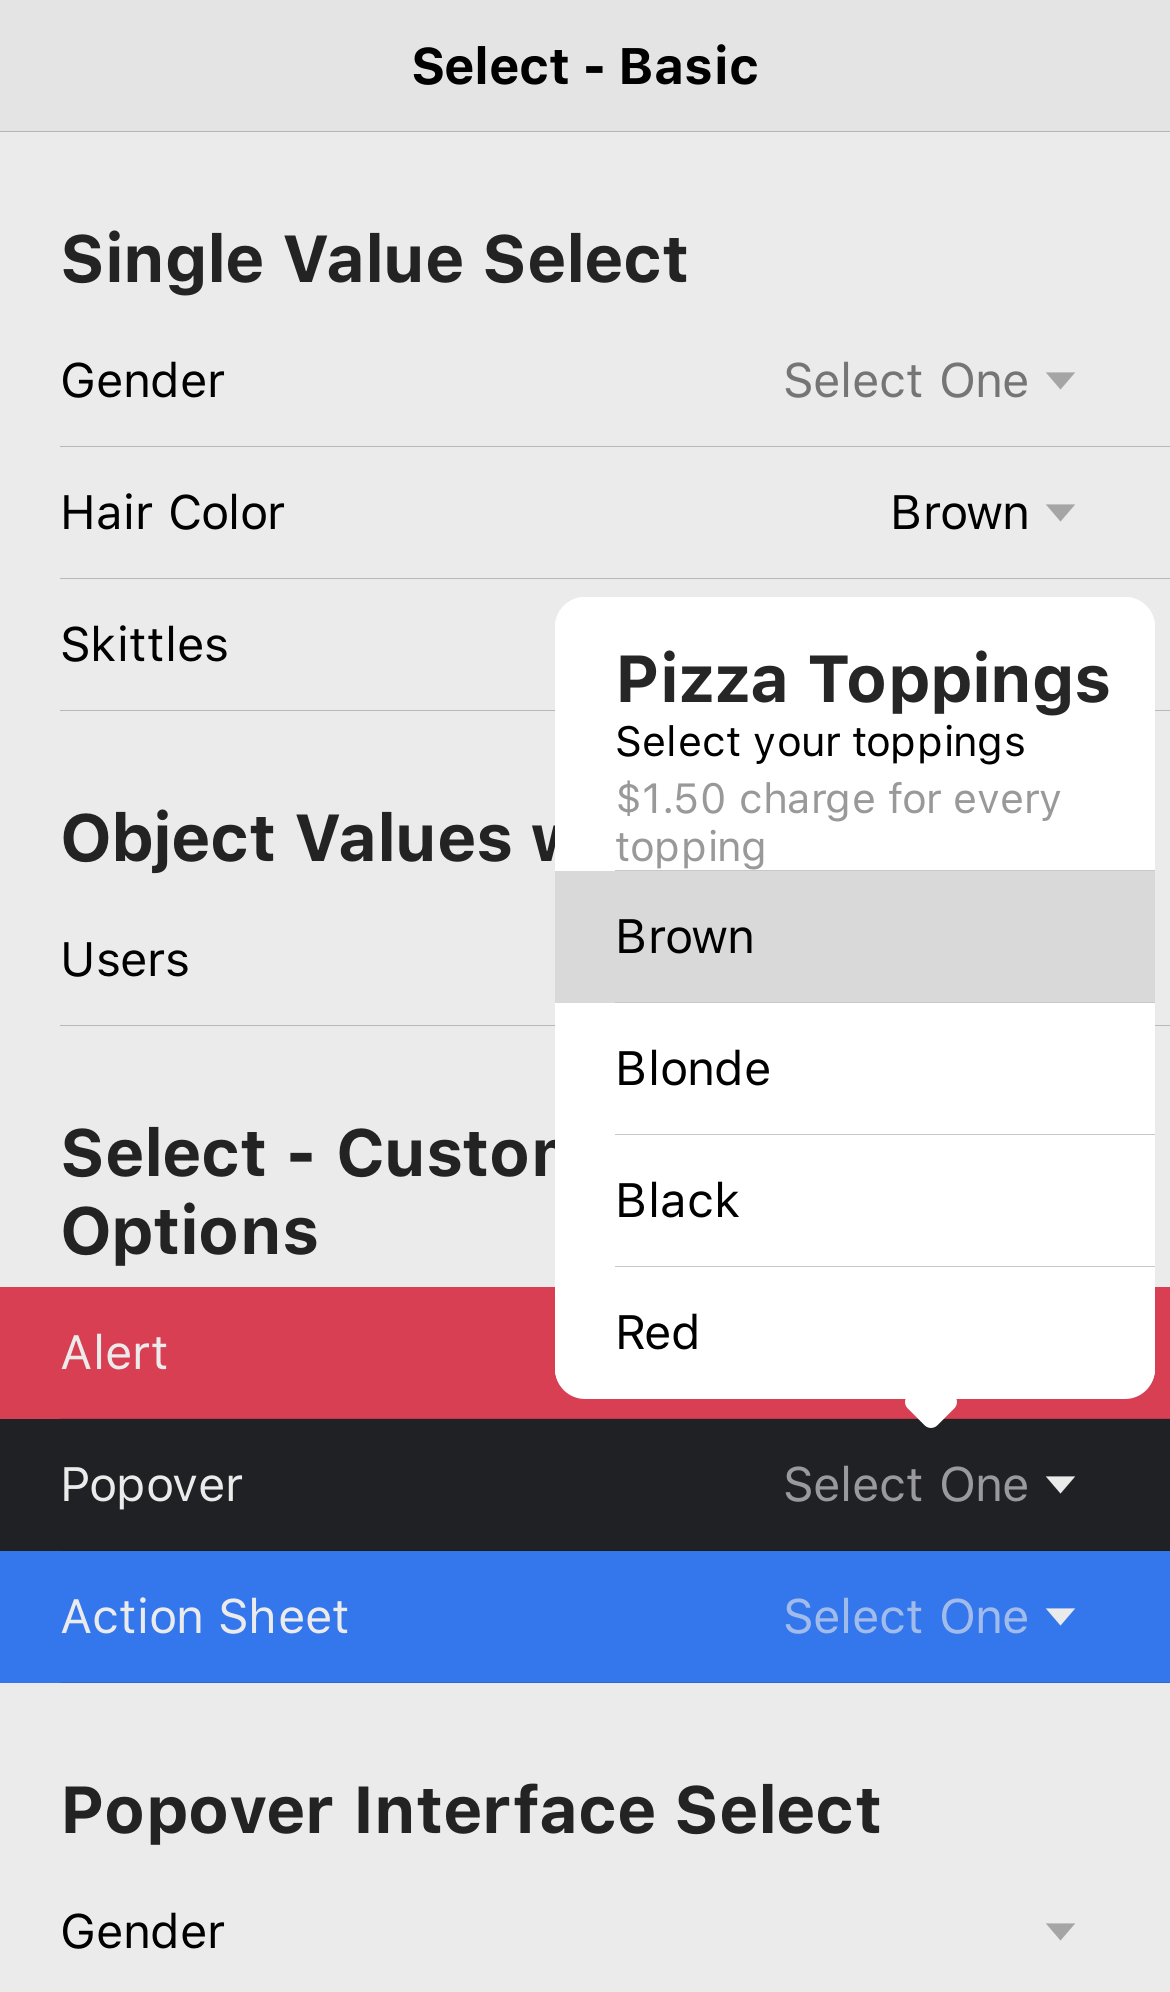 Select - Basic
Single Value Select
Gender Select One
Hair Color Brown
Skittles
Pizza Toppings
Select your toppings
$1.50 charge for every
topping
Brown
Blonde
Black
Red
Object Values
Users
Select -
Options
Alert
Popover Select One
Action Sheet Select One
Popover Interface Select
Gender